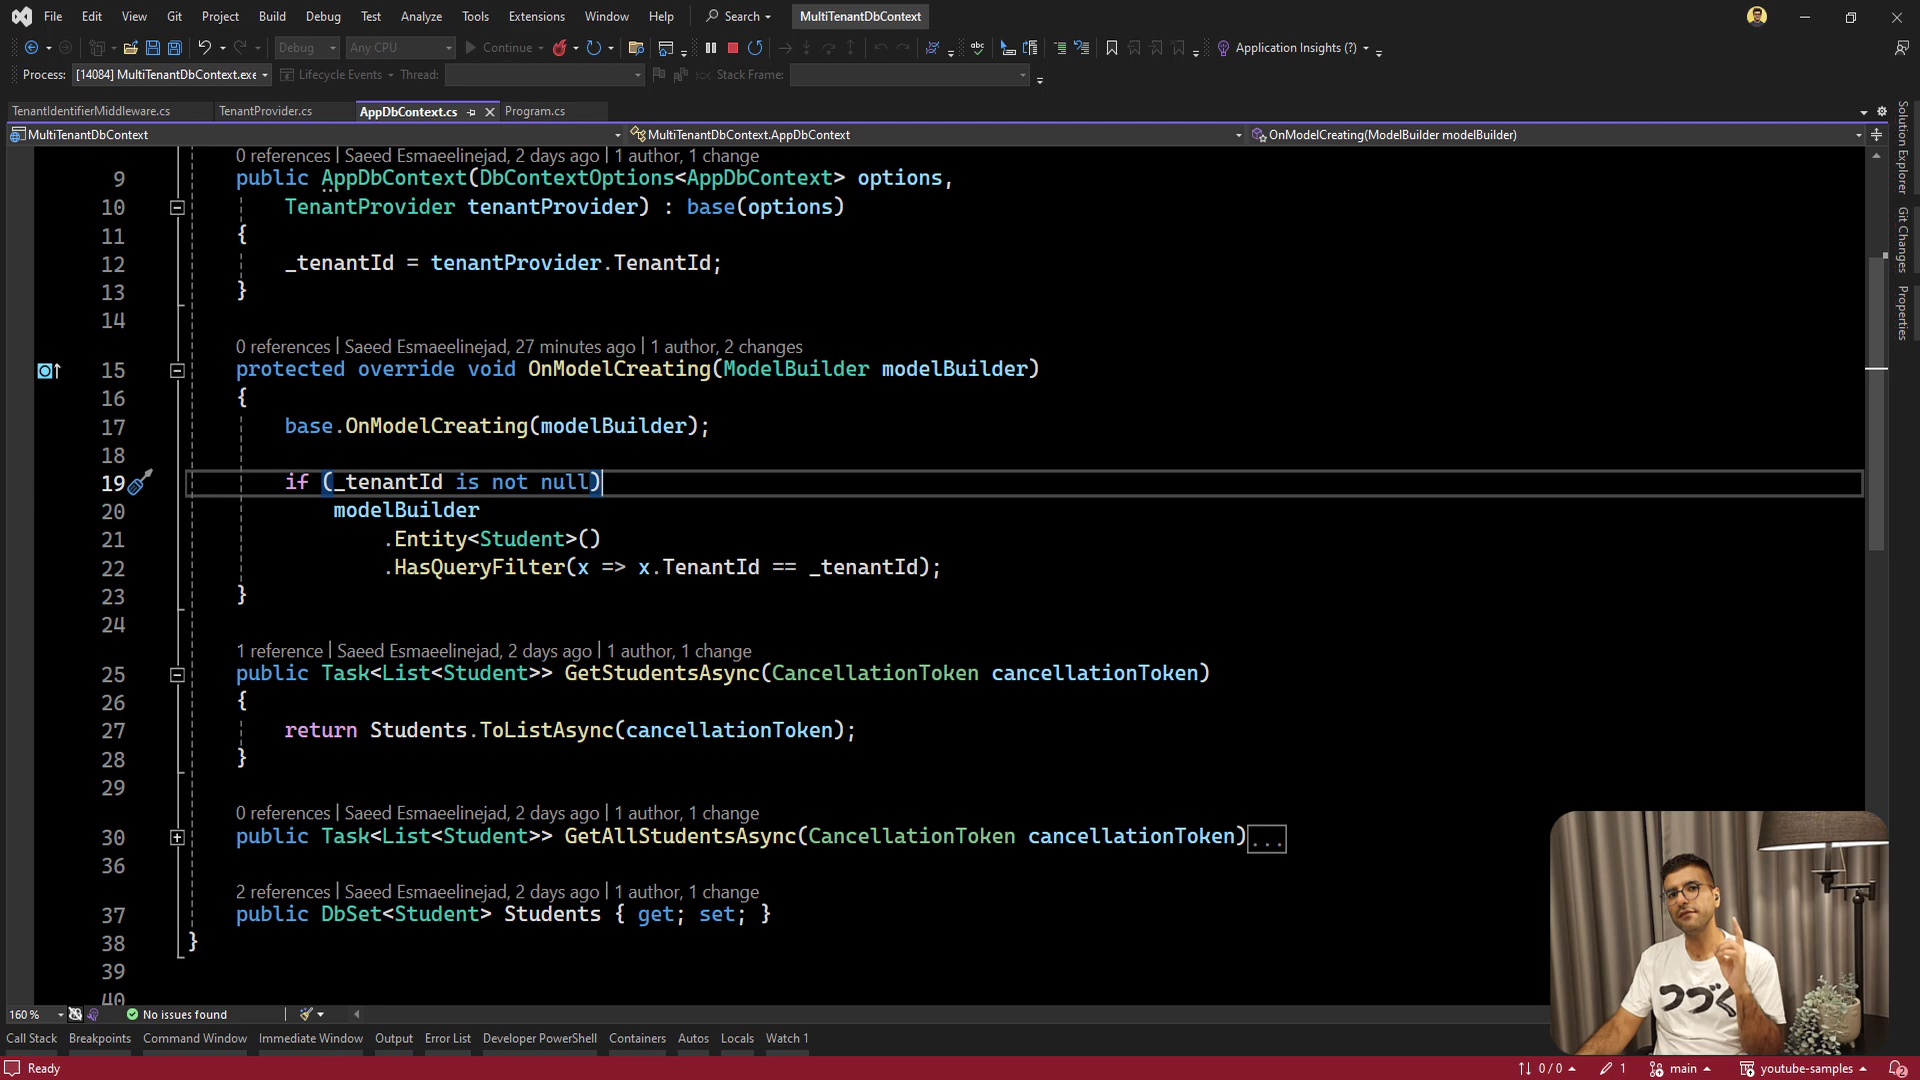 File Edit View Git Project Build Debug Test Analyze Tools Extensions Window Help Search MultiTenantDbContext
Debug Any CPU Continue Application Insights (?)
Process: [14084] MultiTenantDbContext.exe Lifecycle Events Thread: Stack Frame:
TenantIdentifierMiddleware.cs TenantProvider.cs AppDbContext.cs Program.cs
MultiTenantDbContext MultiTenantDbContext.AppDbContext OnModelCreating(ModelBuilder modelBuilder)
0 references | Saeed Esmaeelinejad, 2 days ago | 1 author, 1 change
9 public AppDbContext(DbContextOptions<AppDbContext> options,
10 TenantProvider tenantProvider) : base(options)
11 {
12 _tenantId = tenantProvider.TenantId;
13 }
14
0 references | Saeed Esmaeelinejad, 27 minutes ago | 1 author, 2 changes
15 protected override void OnModelCreating(ModelBuilder modelBuilder)
16 {
17 base.OnModelCreating(modelBuilder);
18
19 if (_tenantId is not null)
20 modelBuilder
21 .Entity<Student>()
22 .HasQueryFilter(x => x.TenantId == _tenantId);
23 }
24
1 reference | Saeed Esmaeelinejad, 2 days ago | 1 author, 1 change
25 public Task<List<Student>> GetStudentsAsync(CancellationToken cancellationToken)
26 {
27 return Students.ToListAsync(cancellationToken);
28 }
29
0 references | Saeed Esmaeelinejad, 2 days ago | 1 author, 1 change
30 public Task<List<Student>> GetAllStudentsAsync(CancellationToken cancellationToken)...
36
2 references | Saeed Esmaeelinejad, 2 days ago | 1 author, 1 change
37 public DbSet<Student> Students { get; set; }
38 }
39
40
Solution Explorer
Git Changes
Properties
つづく
160 % No issues found
Call Stack Breakpoints Command Window Immediate Window Output Error List Developer PowerShell Containers Autos Locals Watch 1
Ready 0 / 0 1 main youtube-samples 2